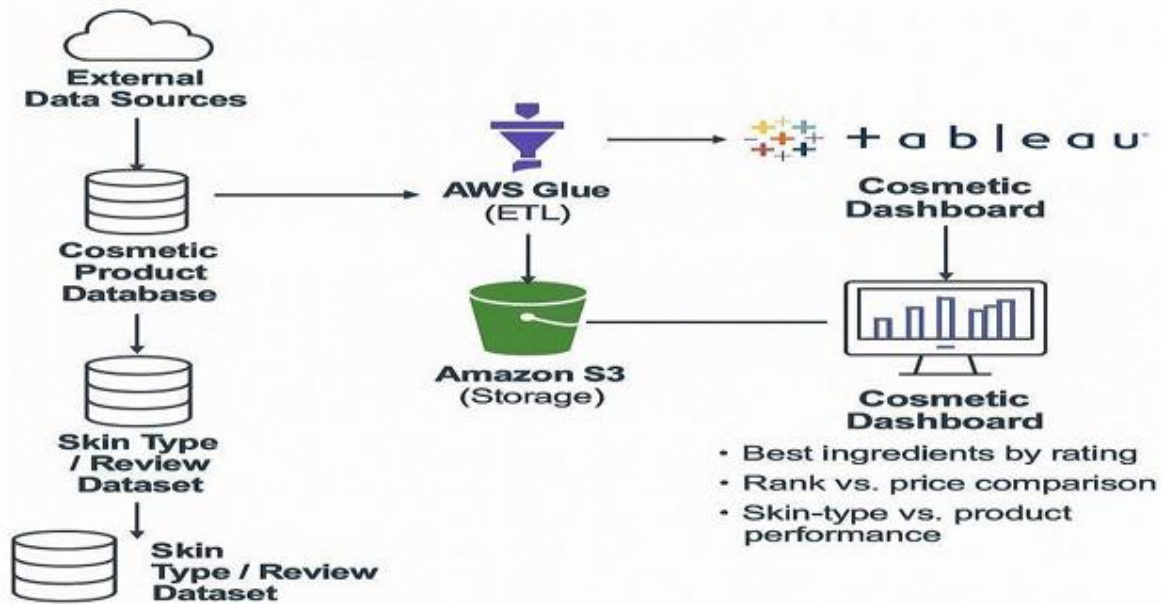 External
Data Sources
Cosmetic
Product
Database
Skin Type
/ Review
Dataset
Skin
Type / Review
Dataset
AWS Glue
(ETL)
Amazon S3
(Storage)
+ableau
Cosmetic
Dashboard
Cosmetic
Dashboard
• Best ingredients by rating
• Rank vs. price comparison
• Skin-type vs. product
performance